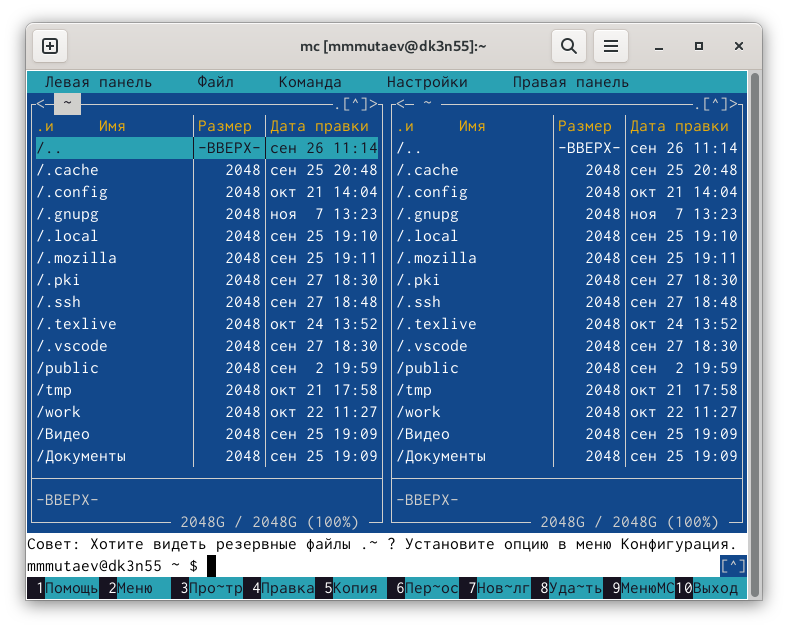 mc [mmmutaev@dk3n55]:~
Левая панель Файл Команда Настройки Правая панель
<─ ~ ─.[^]> <─ ~ ─.[^]>
.и Имя Размер Дата правки .и Имя Размер Дата правки
/.. -ВВЕРХ- сен 26 11:14 /.. -ВВЕРХ- сен 26 11:14
/.cache 2048 сен 25 20:48 /.cache 2048 сен 25 20:48
/.config 2048 окт 21 14:04 /.config 2048 окт 21 14:04
/.gnupg 2048 ноя 7 13:23 /.gnupg 2048 ноя 7 13:23
/.local 2048 сен 25 19:10 /.local 2048 сен 25 19:10
/.mozilla 2048 сен 25 19:11 /.mozilla 2048 сен 25 19:11
/.pki 2048 сен 27 18:30 /.pki 2048 сен 27 18:30
/.ssh 2048 сен 27 18:48 /.ssh 2048 сен 27 18:48
/.texlive 2048 окт 24 13:52 /.texlive 2048 окт 24 13:52
/.vscode 2048 сен 27 18:30 /.vscode 2048 сен 27 18:30
/public 2048 сен 2 19:59 /public 2048 сен 2 19:59
/tmp 2048 окт 21 17:58 /tmp 2048 окт 21 17:58
/work 2048 окт 22 11:27 /work 2048 окт 22 11:27
/Видео 2048 сен 25 19:09 /Видео 2048 сен 25 19:09
/Документы 2048 сен 25 19:09 /Документы 2048 сен 25 19:09
-ВВЕРХ- -ВВЕРХ-
2048G / 2048G (100%) 2048G / 2048G (100%)
Совет: Хотите видеть резервные файлы .~ ? Установите опцию в меню Конфигурация.
mmmutaev@dk3n55 ~ $ [^]
1Помощь 2Меню 3Про~тр 4Правка 5Копия 6Пер~ос 7Нов~лг 8Уда~ть 9МенюMC 10Выход